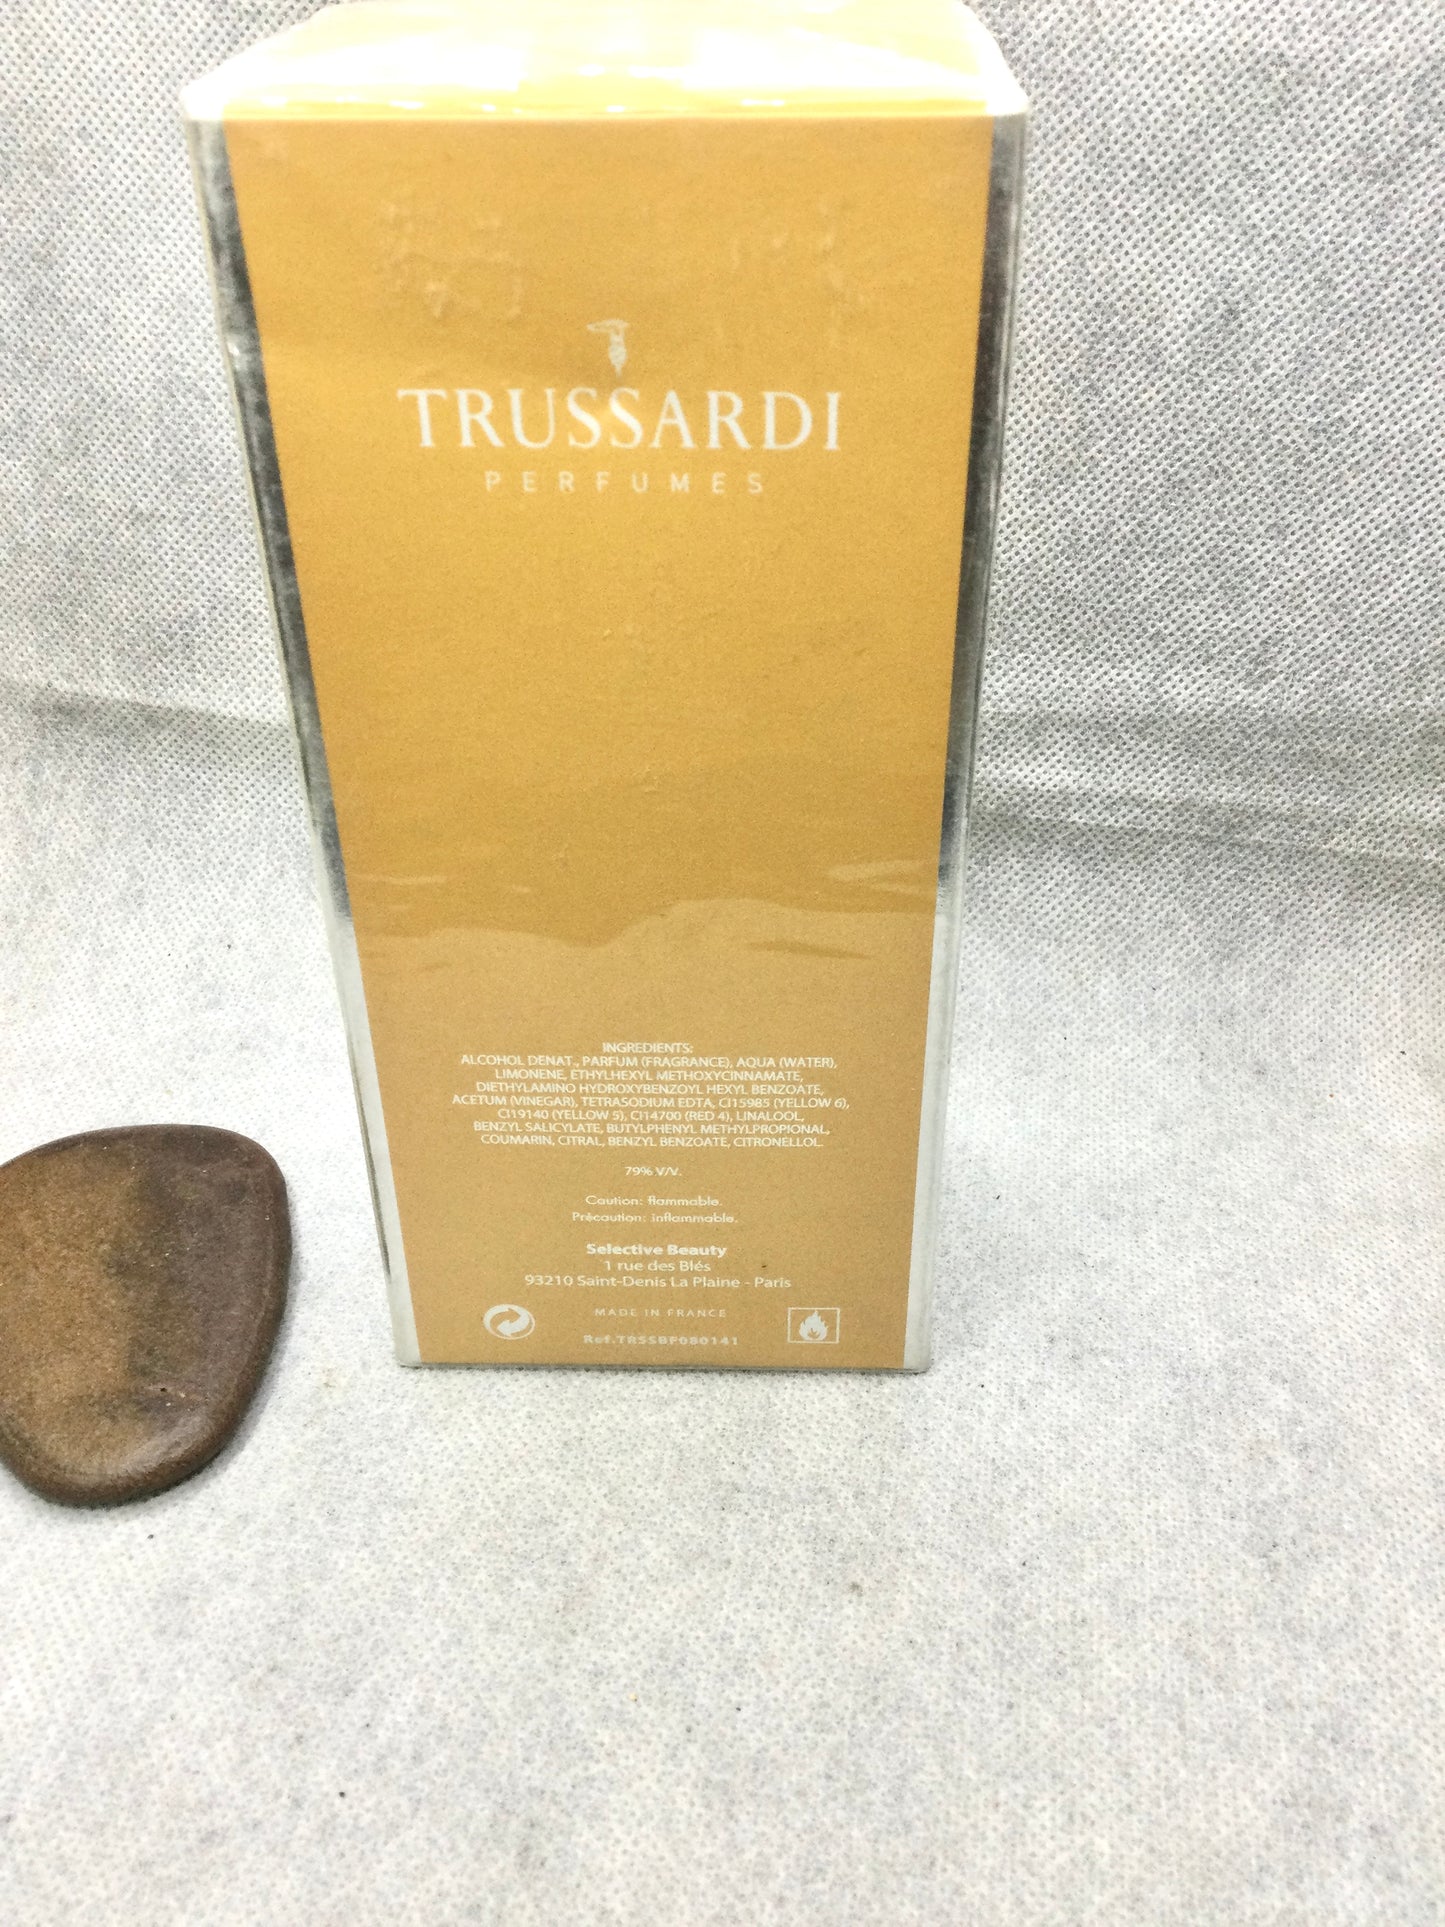 TRUSSARDI
PERFUMES
INGREDIENTS:
ALCOHOL DENAT., PARFUM (FRAGRANCE), AQUA (WATER),
LIMONENE, ETHYLHEXYL METHOXYCINNAMATE,
DIETHYLAMINO HYDROXYBENZOYL HEXYL BENZOATE,
ACETUM (VINEGAR), TETRASODIUM EDTA, CI15985 (YELLOW 6),
CI19140 (YELLOW 5), CI14700 (RED 4), LINALOOL,
BENZYL SALICYLATE, BUTYLPHENYL METHYLPROPIONAL,
COUMARIN, CITRAL, BENZYL BENZOATE, CITRONELLOL.
79% V/V.
Caution: flammable.
Précaution: inflammable.
Selective Beauty
1 rue des Blés
93210 Saint-Denis La Plaine - Paris
MADE IN FRANCE
Ref.TRSSBF080141